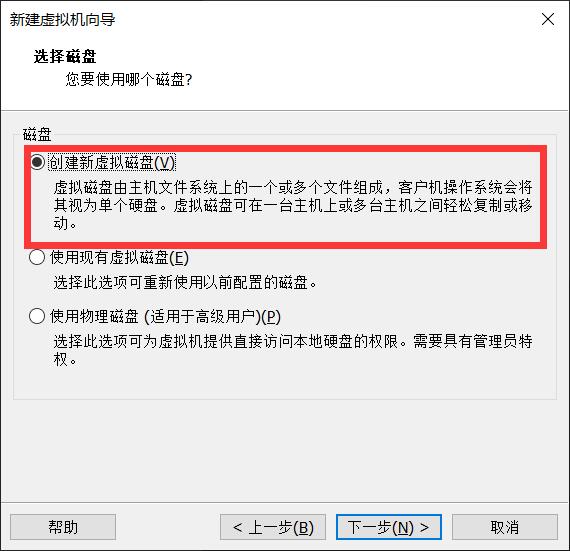 新建虚拟机向导
选择磁盘
您要使用哪个磁盘?
磁盘
创建新虚拟磁盘(V)
虚拟磁盘由主机文件系统上的一个或多个文件组成，客户机操作系统会将
其视为单个硬盘。虚拟磁盘可在一台主机上或多台主机之间轻松复制或移
动。
使用现有虚拟磁盘(E)
选择此选项可重新使用以前配置的磁盘。
使用物理磁盘 (适用于高级用户)(P)
选择此选项可为虚拟机提供直接访问本地硬盘的权限。需要具有管理员特
权。
帮助
< 上一步(B)
下一步(N) >
取消